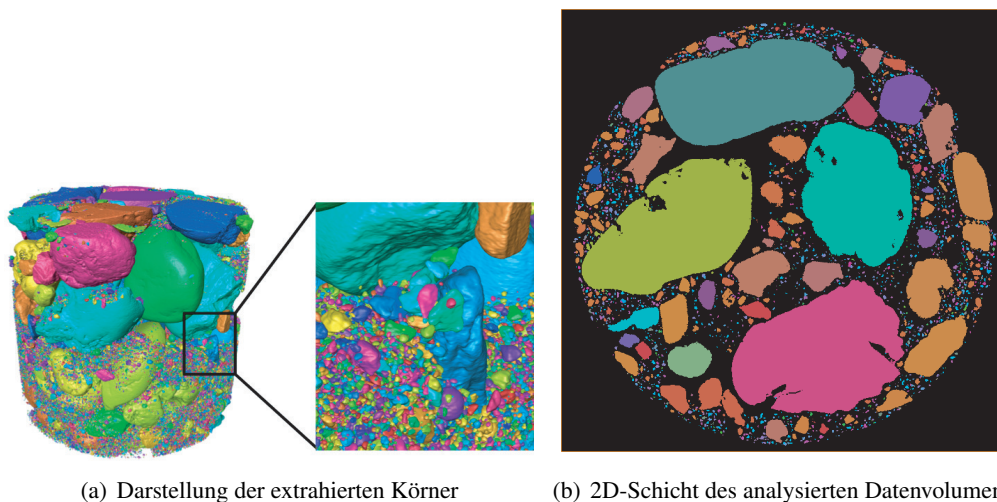 (a) Darstellung der extrahierten Körner
(b) 2D-Schicht des analysierten Datenvolumen